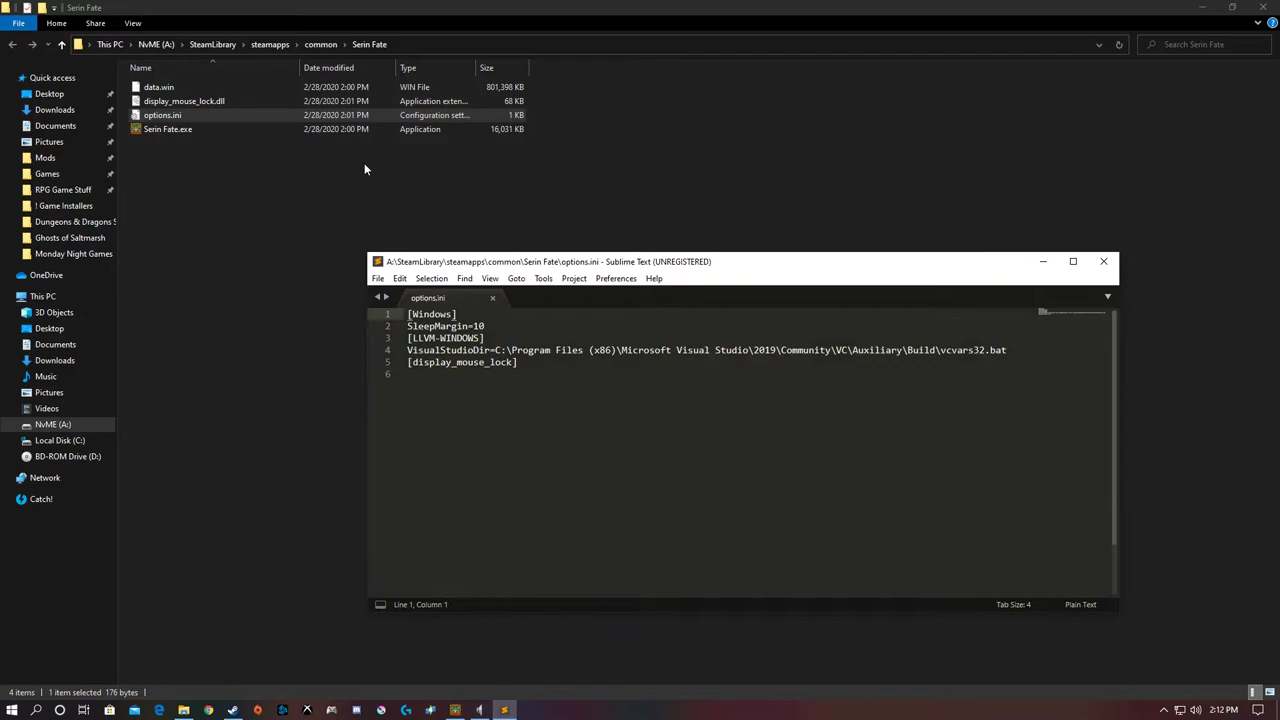 Serin Fate
File Home Share View
This PC NvME (A:) SteamLibrary steamapps common Serin Fate
Search Serin Fate
Name Date modified Type Size
data.win 2/28/2020 2:00 PM WIN File 801,398 KB
display_mouse_lock.dll 2/28/2020 2:01 PM Application exten... 68 KB
options.ini 2/28/2020 2:01 PM Configuration sett... 1 KB
Serin Fate.exe 2/28/2020 2:00 PM Application 16,031 KB
Quick access
Desktop
Downloads
Documents
Pictures
Mods
Games
RPG Game Stuff
! Game Installers
Dungeons & Dragons S
Ghosts of Saltmarsh
Monday Night Games
OneDrive
This PC
3D Objects
Desktop
Documents
Downloads
Music
Pictures
Videos
NvME (A:)
Local Disk (C:)
BD-ROM Drive (D:)
Network
Catch!
A:\SteamLibrary\steamapps\common\Serin Fate\options.ini - Sublime Text (UNREGISTERED)
File Edit Selection Find View Goto Tools Project Preferences Help
options.ini
1 [Windows]
2 SleepMargin=10
3 [LLVM-WINDOWS]
4 VisualStudioDir=C:\Program Files (x86)\Microsoft Visual Studio\2019\Community\VC\Auxiliary\Build\vcvars32.bat
5 [display_mouse_lock]
6
Line 1, Column 1 Tab Size: 4 Plain Text
4 items 1 item selected 176 bytes
2:12 PM